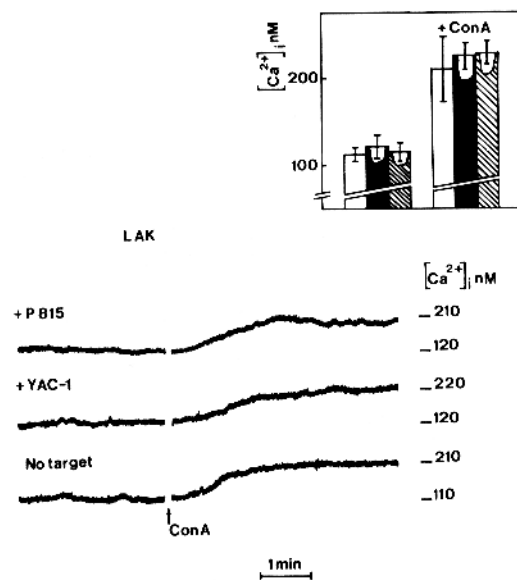 +ConA
[Ca2+]i nM
200
100
LAK
[Ca2+]i nM
+P815
210
120
+YAC-1
220
120
No target
210
110
ConA
1min